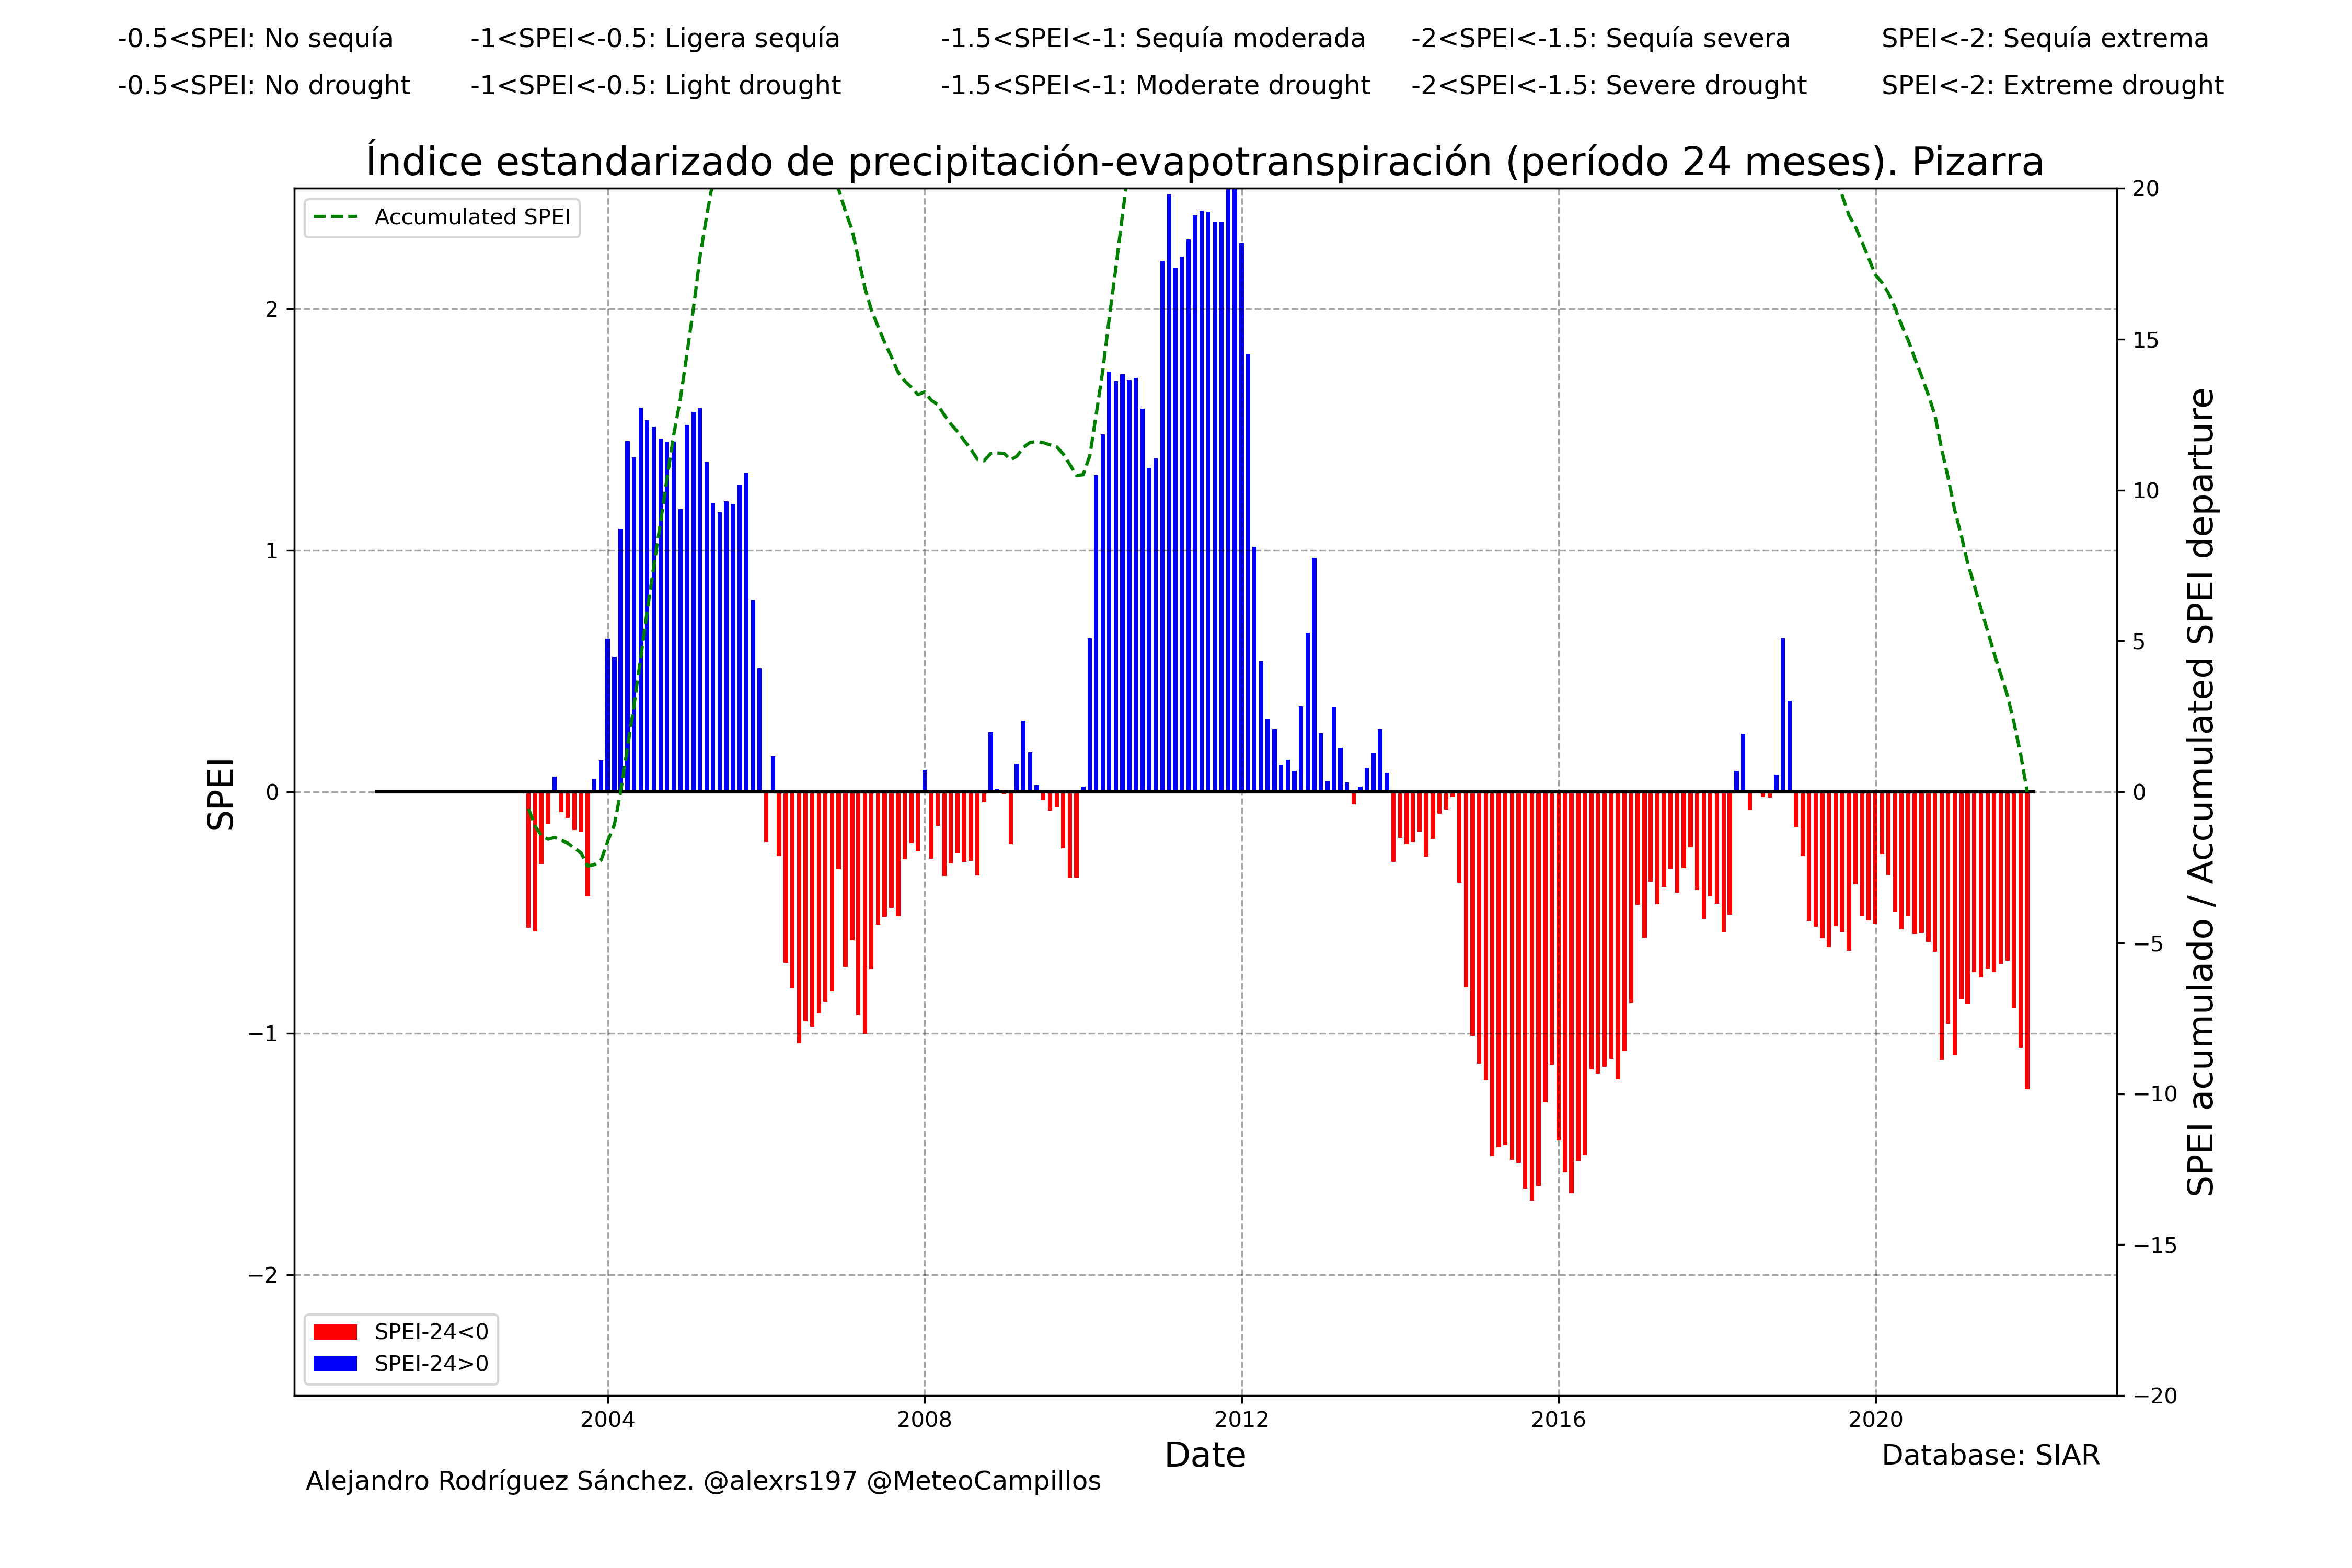 -0.5<SPEI: No sequía -1<SPEI<-0.5: Ligera sequía -1.5<SPEI<-1: Sequía moderada -2<SPEI<-1.5: Sequía severa SPEI<-2: Sequía extrema
-0.5<SPEI: No drought -1<SPEI<-0.5: Light drought -1.5<SPEI<-1: Moderate drought -2<SPEI<-1.5: Severe drought SPEI<-2: Extreme drought
Índice estandarizado de precipitación-evapotranspiración (período 24 meses). Pizarra
Accumulated SPEI
SPEI
2
1
0
−1
−2
20
15
10
5
0
−5
−10
−15
−20
SPEI acumulado / Accumulated SPEI departure
SPEI-24<0
SPEI-24>0
2004 2008 2012 2016 2020
Date
Database: SIAR
Alejandro Rodríguez Sánchez. @alexrs197 @MeteoCampillos